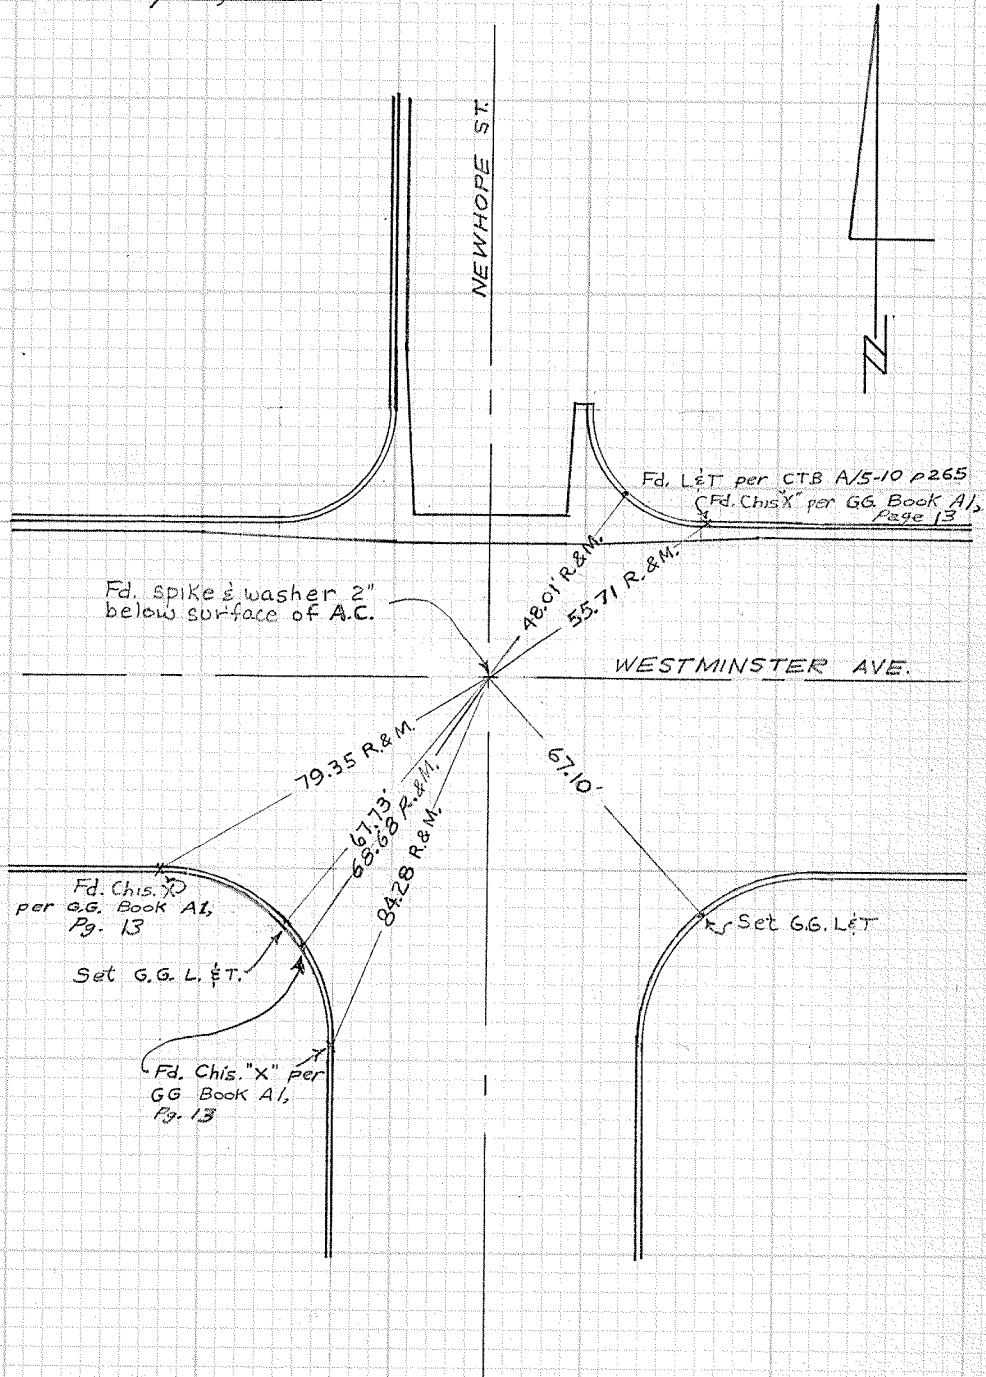 NEWHOPE ST.
N
Fd. L&T per CTB A/5-10 p265
Fd. Chis "X" per GG Book A1,
Page 13
48.01' R.&M.
55.71 R.&M.
Fd. spike & washer 2"
below surface of A.C.
WESTMINSTER AVE.
79.35 R.&M.
67.73'
68.68 R.&M.
84.28 R.&M.
67.10
Fd. Chis. X
per G.G. Book A1,
Pg. 13
Set G.G. L&T
Set G.G. L. & T.
Fd. Chis. "X" per
GG Book A1,
Pg. 13